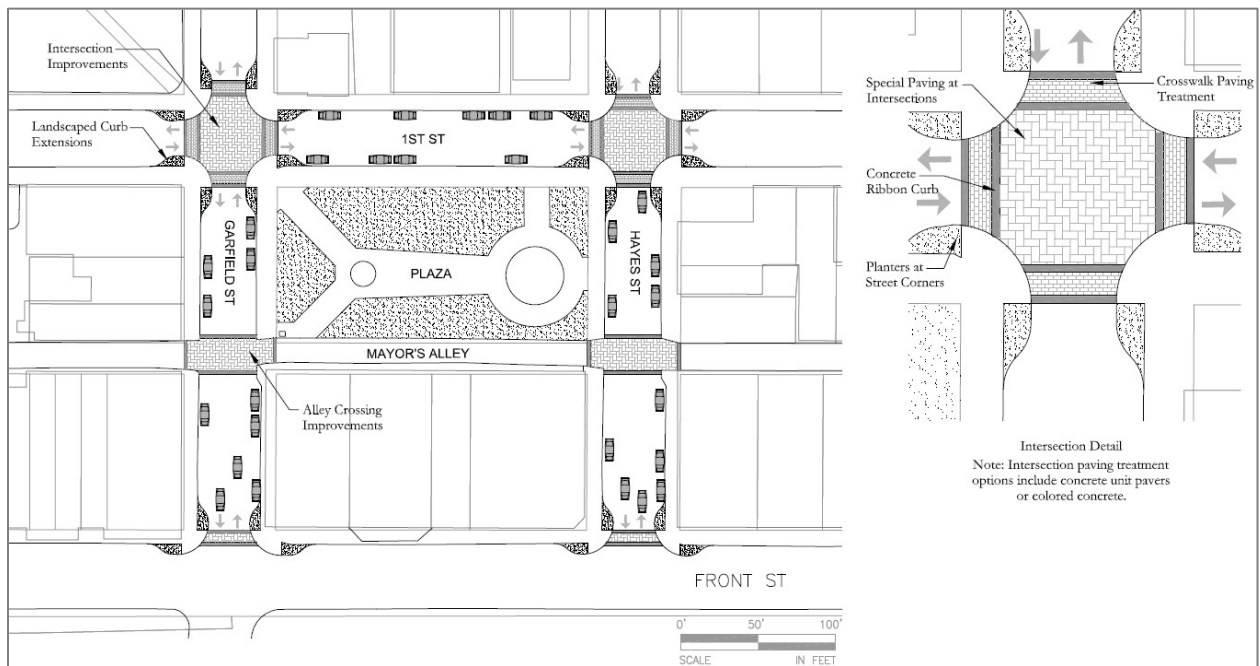 Intersection
Improvements
Landscaped Curb
Extensions
1ST ST
GARFIELD ST
PLAZA
HAYES ST
MAYOR'S ALLEY
Alley Crossing
Improvements
FRONT ST
0'
50'
100'
SCALE
IN FEET
Special Paving at
Intersections
Crosswalk Paving
Treatment
Concrete
Ribbon Curb
Planters at
Street Corners
Intersection Detail
Note: Intersection paving treatment
options include concrete unit pavers
or colored concrete.